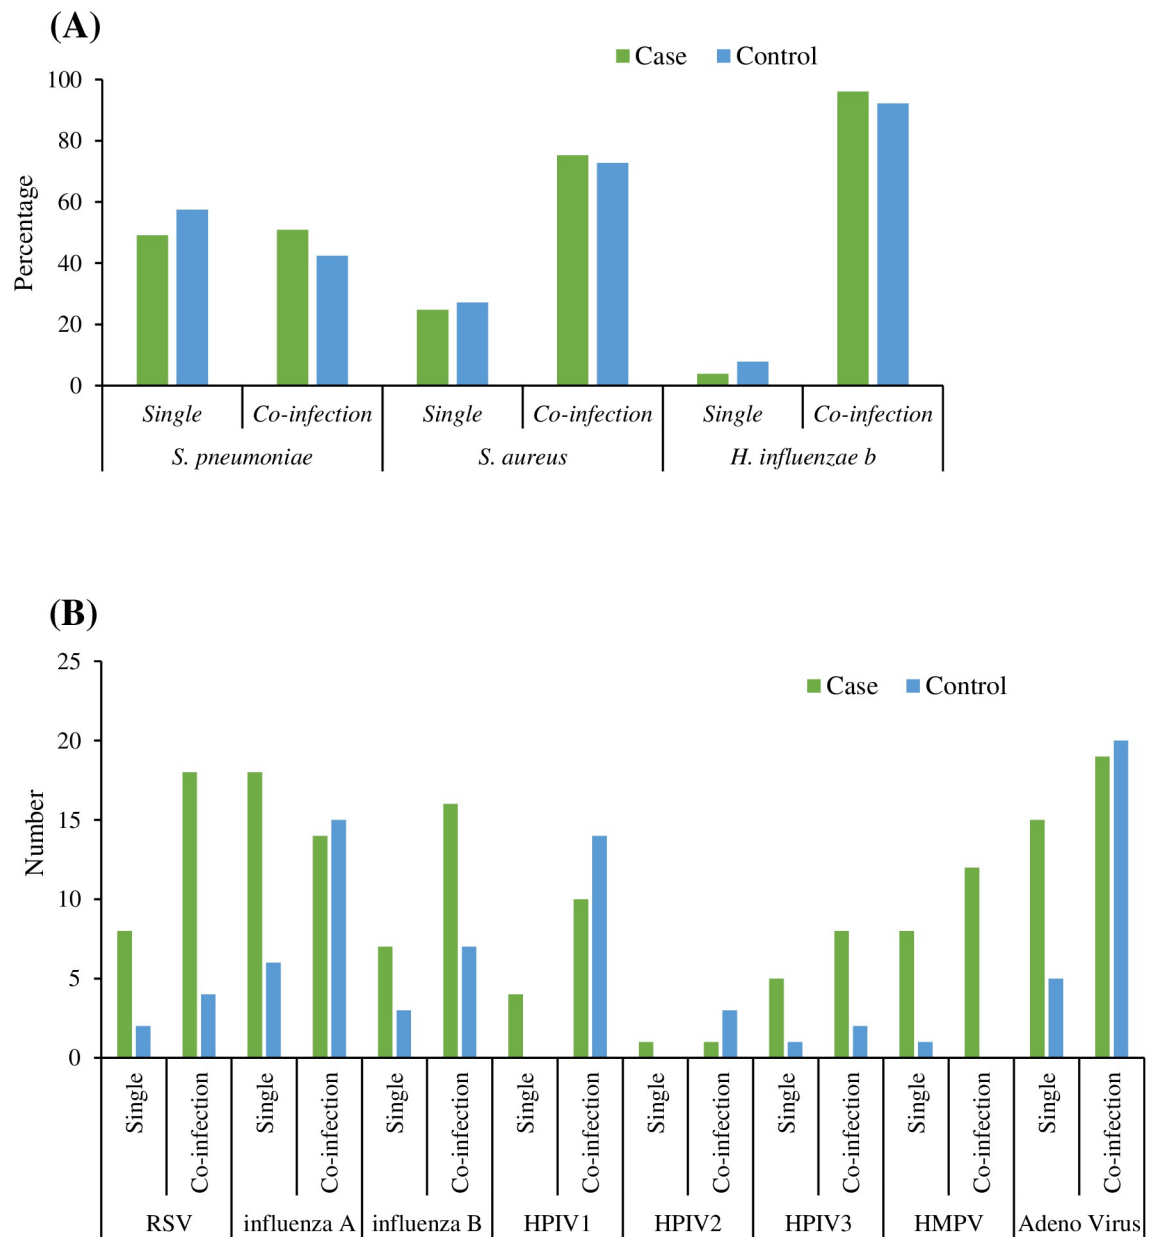 (A)
Case Control
100
80
60
40
20
0
Percentage
Single Co-infection Single Co-infection Single Co-infection
S. pneumoniae S. aureus H. influenzae b
(B)
Case Control
25
20
15
10
5
0
Number
Single Co-infection Single Co-infection Single Co-infection Single Co-infection Single Co-infection Single Co-infection Single Co-infection Single Co-infection
RSV influenza A influenza B HPIV1 HPIV2 HPIV3 HMPV Adeno Virus